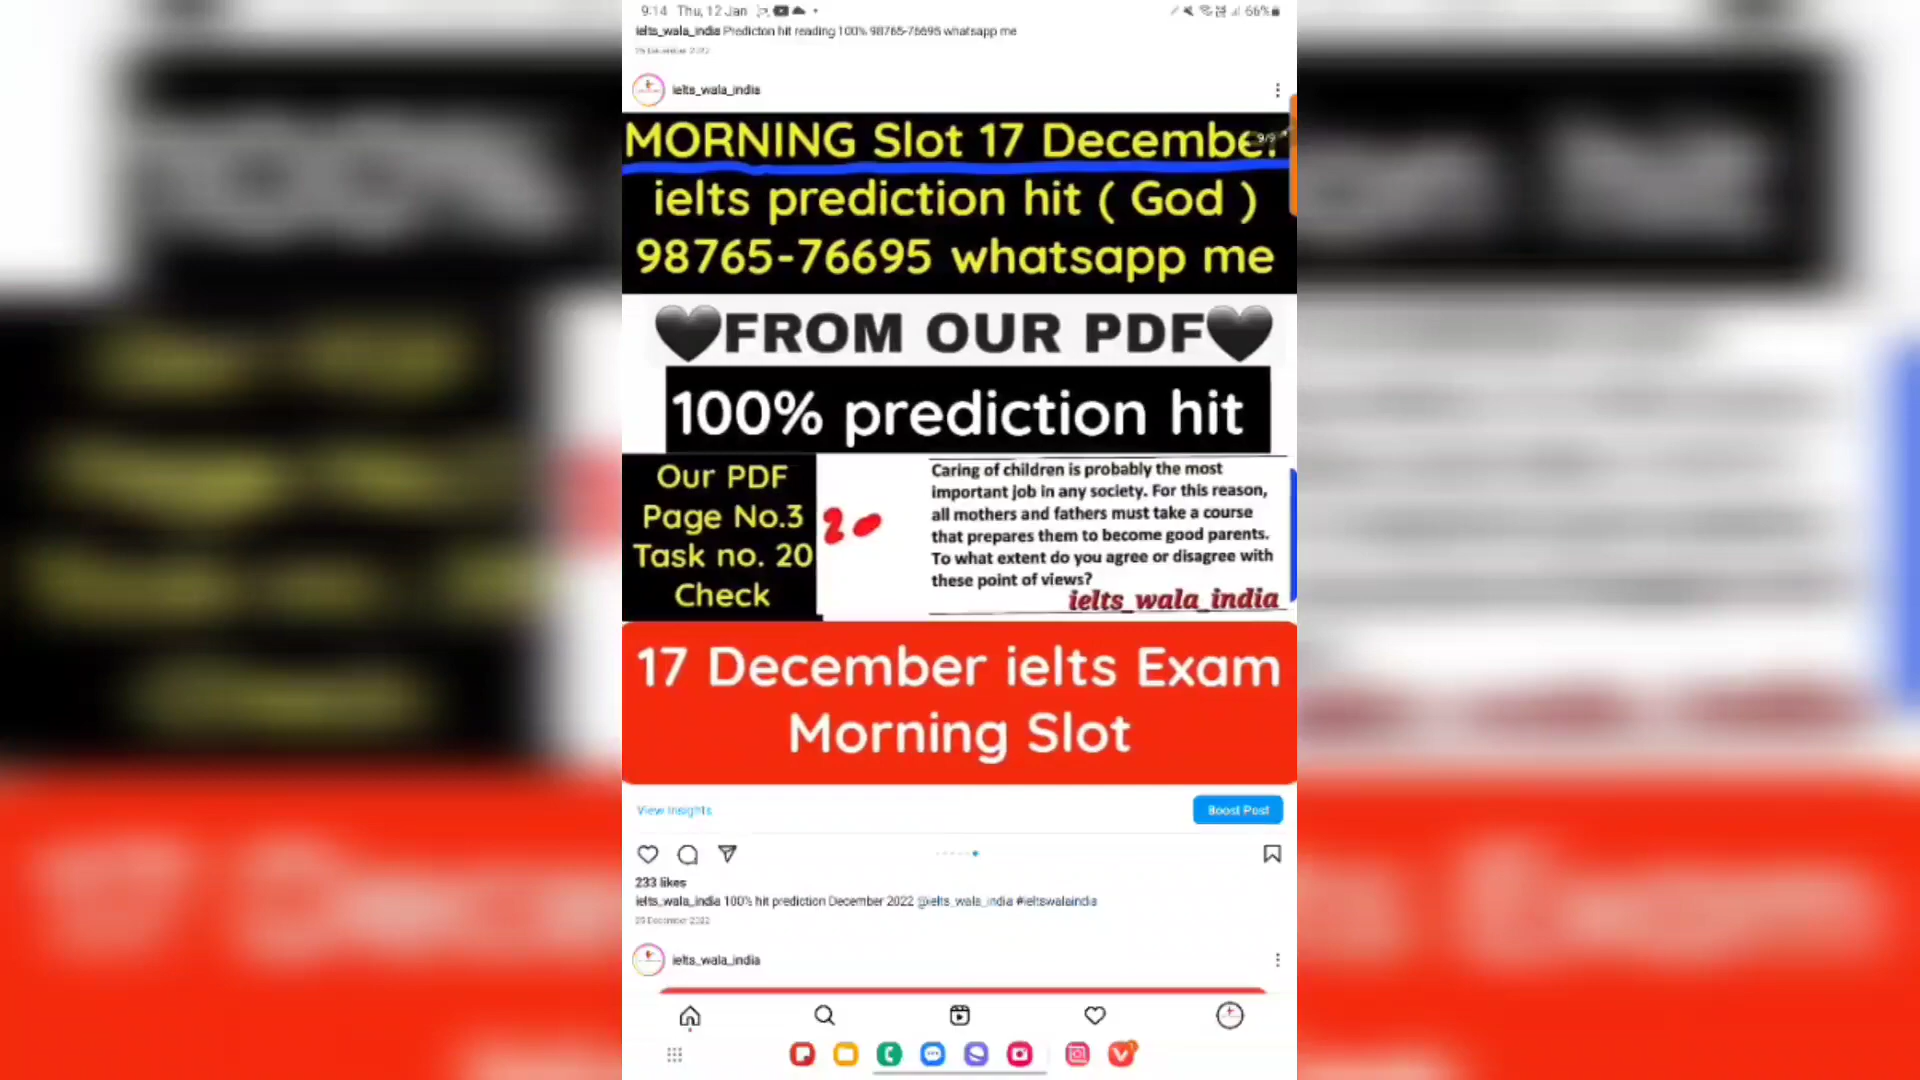 9:14 Thu, 12 Jan
66%
ielts_wala_india Prediction hit reading 100% 98765-76695 whatsapp me
25 December 2022
ielts_wala_india
MORNING Slot 17 December
9/9
ielts prediction hit ( God )
98765-76695 whatsapp me
🖤FROM OUR PDF🖤
100% prediction hit
Our PDF
Page No.3
Task no. 20
Check
20
Caring of children is probably the most
important job in any society. For this reason,
all mothers and fathers must take a course
that prepares them to become good parents.
To what extent do you agree or disagree with
these point of views?
ielts_wala_india
17 December ielts Exam
Morning Slot
View Insights
Boost Post
233 likes
ielts_wala_india 100% hit prediction December 2022 @ielts_wala_india #ieltswalaindia
ielts_wala_india